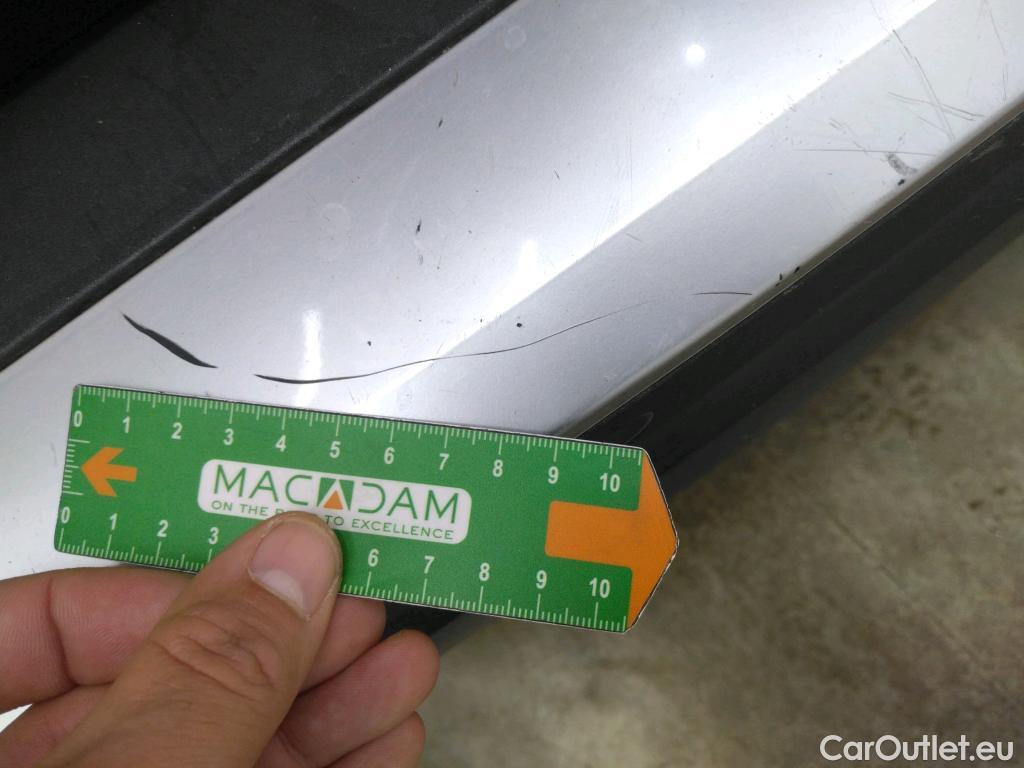 0 1 2 3 4 5 6 7 8 9 10
MACADAM
ON THE TO EXCELLENCE
0 1 2 3 6 7 8 9 10
CarOutlet.eu